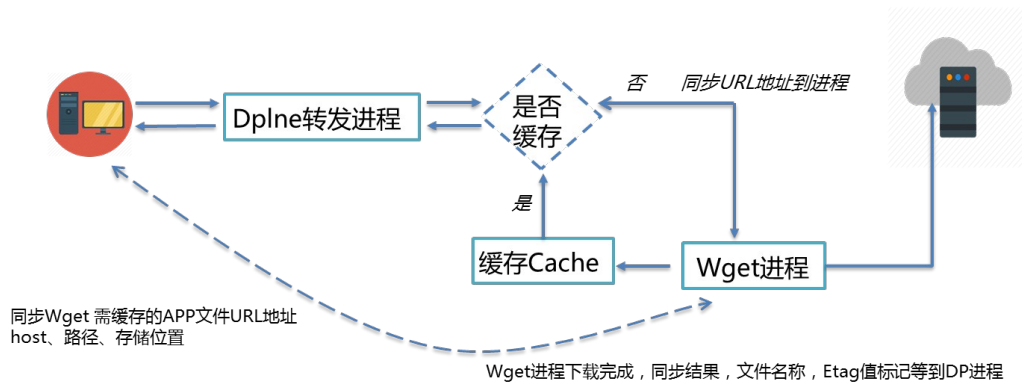 否 同步URL地址到进程
Dplne转发进程
是否
缓存
是
缓存Cache
Wget进程
同步Wget 需缓存的APP文件URL地址
host、路径、存储位置
Wget进程下载完成，同步结果，文件名称，Etag值标记等到DP进程